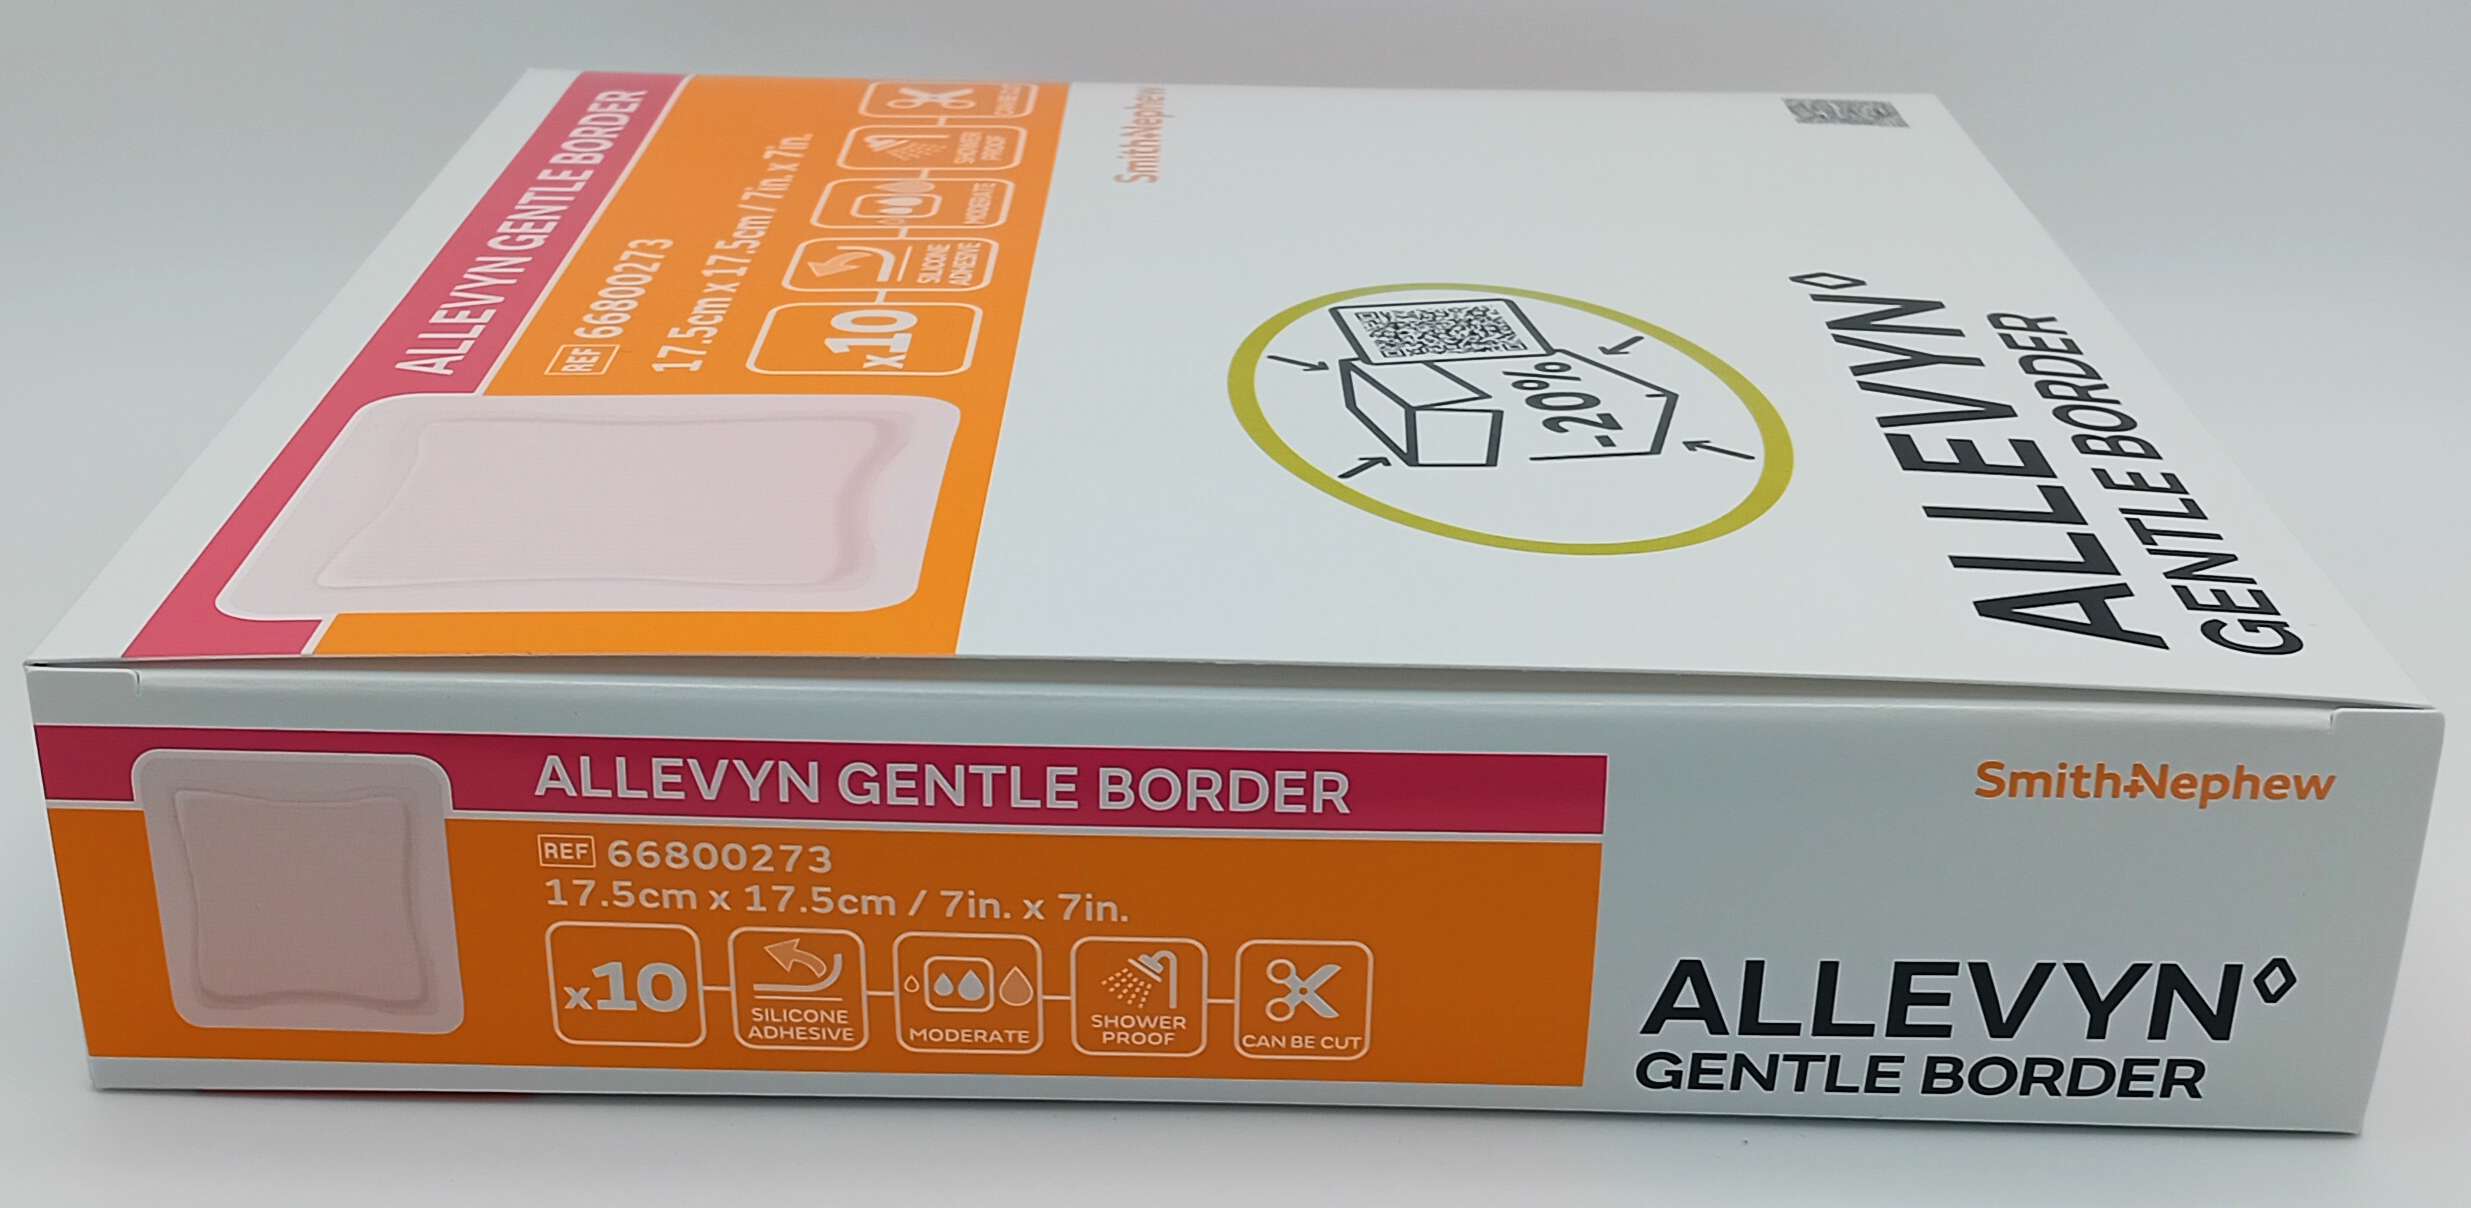 ALLEVYN GENTLE BORDER
REF 66800273
17.5cm x 17.5cm / 7in. x 7in.
x10
SILICONE
ADHESIVE
MODERATE
SHOWER
PROOF
CAN BE CUT
Smith+Nephew
-20%
ALLEVYN◊
GENTLE BORDER
ALLEVYN GENTLE BORDER
REF 66800273
17.5cm x 17.5cm / 7in. x 7in.
x10
SILICONE
ADHESIVE
MODERATE
SHOWER
PROOF
CAN BE CUT
Smith+Nephew
ALLEVYN◊
GENTLE BORDER